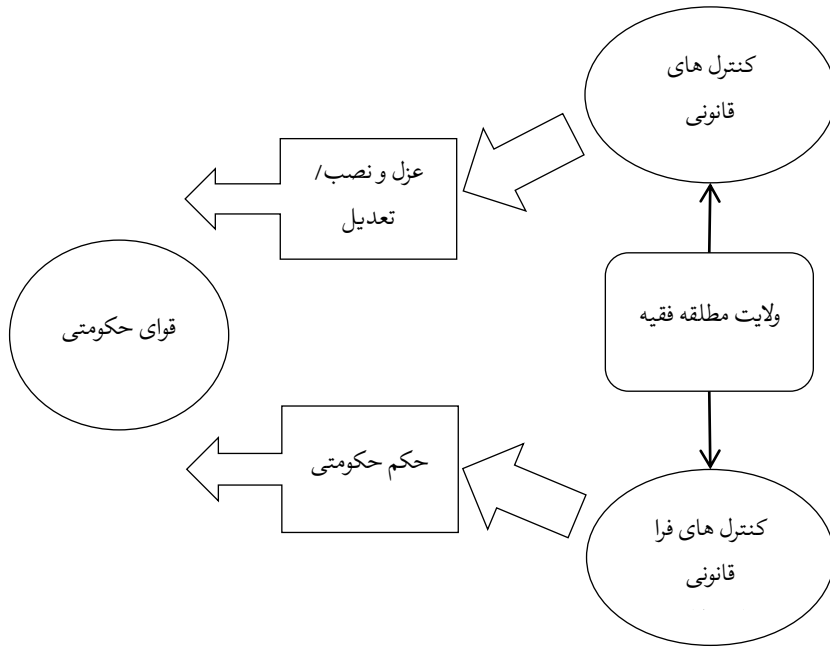 کنترل های
قانونی
عزل و نصب/
تعدیل
ولایت مطلقه فقیه
قوای حکومتی
حکم حکومتی
کنترل های فرا
قانونی